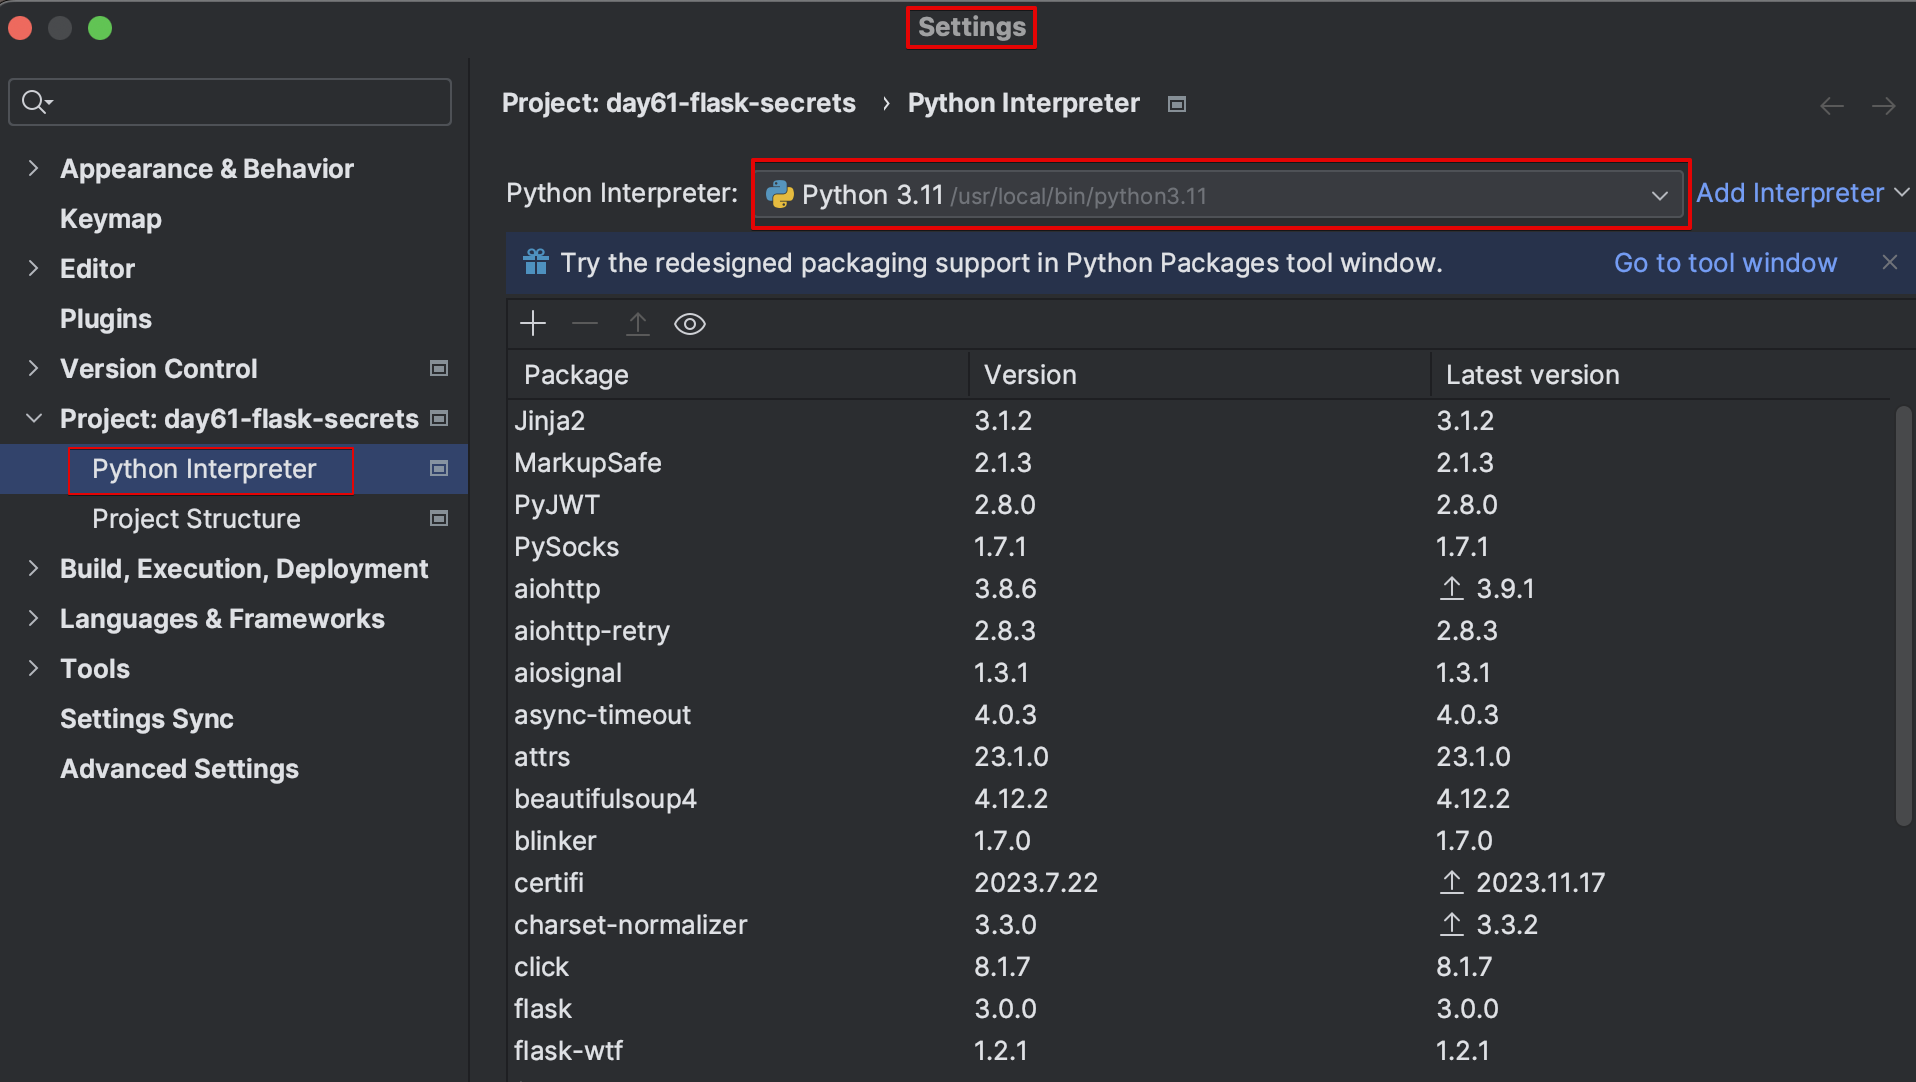 Settings
Project: day61-flask-secrets › Python Interpreter
Appearance & Behavior
Keymap
Editor
Plugins
Version Control
Project: day61-flask-secrets
Python Interpreter
Project Structure
Build, Execution, Deployment
Languages & Frameworks
Tools
Settings Sync
Advanced Settings
Python Interpreter: Python 3.11 /usr/local/bin/python3.11 Add Interpreter
Try the redesigned packaging support in Python Packages tool window. Go to tool window
Package Version Latest version
Jinja2 3.1.2 3.1.2
MarkupSafe 2.1.3 2.1.3
PyJWT 2.8.0 2.8.0
PySocks 1.7.1 1.7.1
aiohttp 3.8.6 3.9.1
aiohttp-retry 2.8.3 2.8.3
aiosignal 1.3.1 1.3.1
async-timeout 4.0.3 4.0.3
attrs 23.1.0 23.1.0
beautifulsoup4 4.12.2 4.12.2
blinker 1.7.0 1.7.0
certifi 2023.7.22 2023.11.17
charset-normalizer 3.3.0 3.3.2
click 8.1.7 8.1.7
flask 3.0.0 3.0.0
flask-wtf 1.2.1 1.2.1